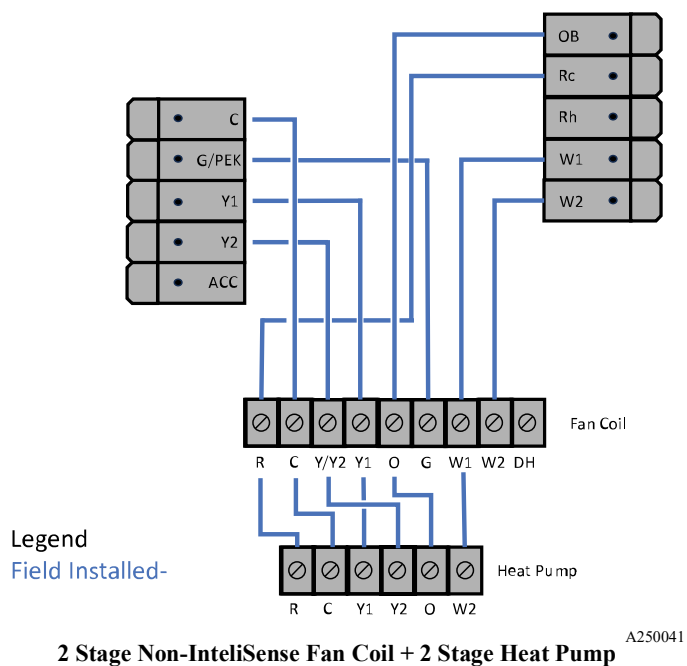 OB
Rc
Rh
W1
W2
C
G/PEK
Y1
Y2
ACC
Fan Coil
R C Y/Y2 Y1 O G W1 W2 DH
Legend
Field Installed-
Heat Pump
R C Y1 Y2 O W2
A250041
2 Stage Non-InteliSense Fan Coil + 2 Stage Heat Pump